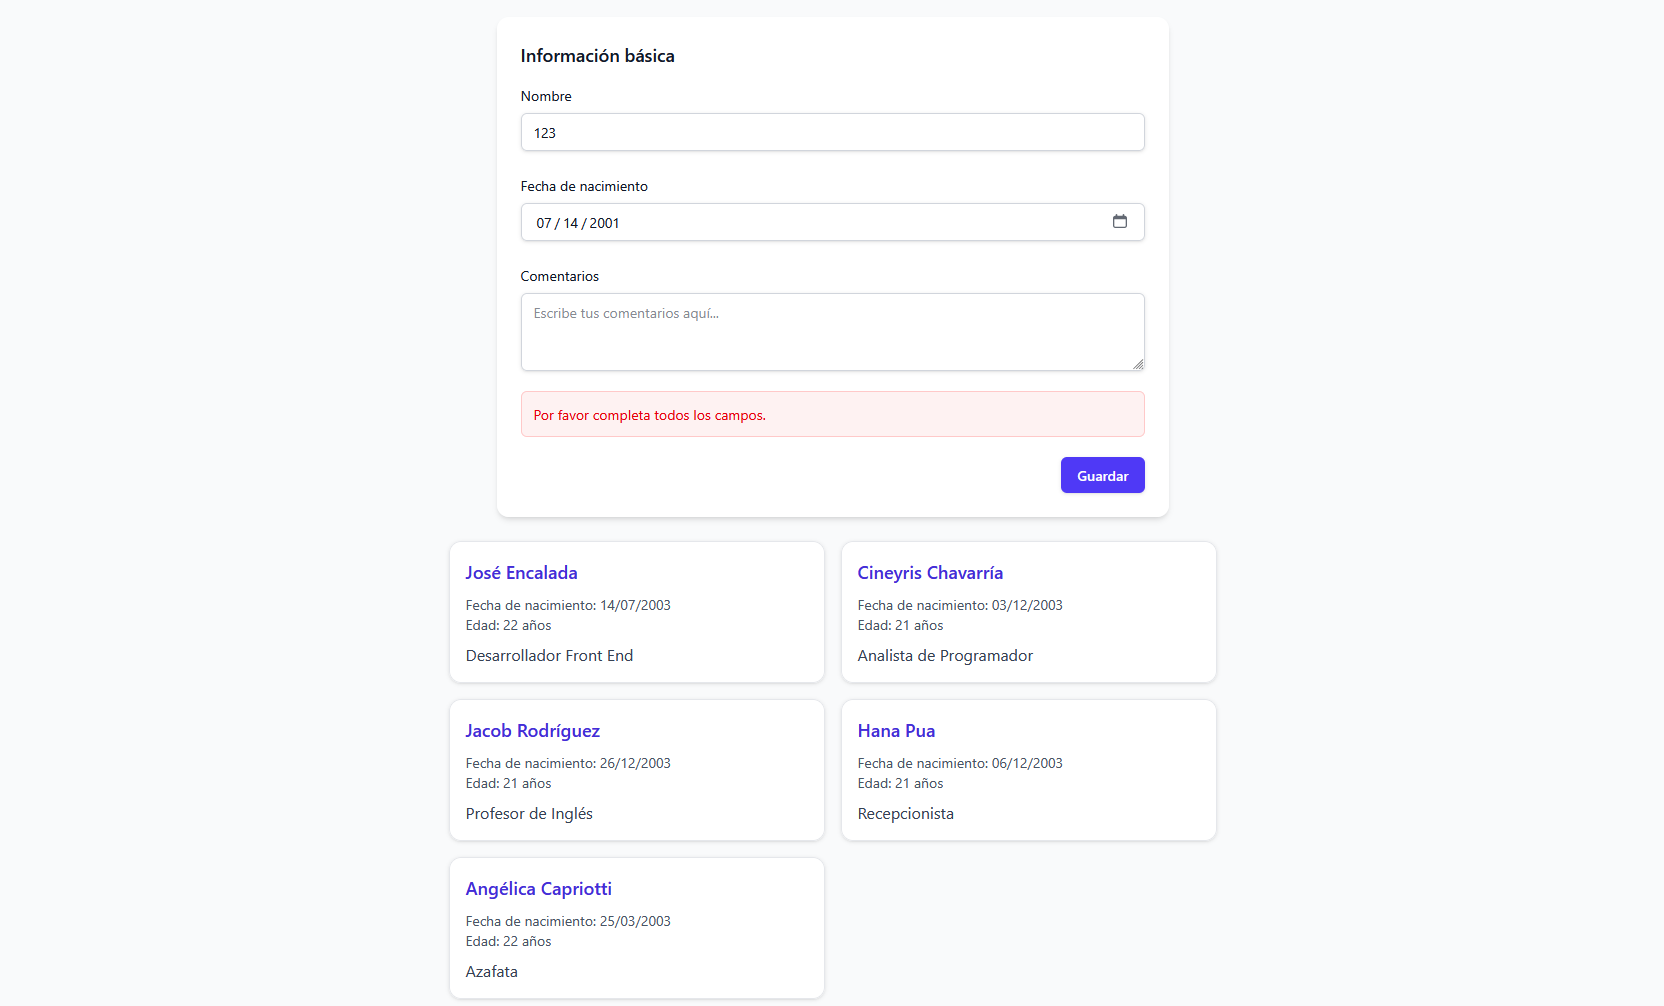 Información básica
Nombre
123
Fecha de nacimiento
07 / 14 / 2001
Comentarios
Escribe tus comentarios aquí...
Por favor completa todos los campos.
Guardar
José Encalada
Fecha de nacimiento: 14/07/2003
Edad: 22 años
Desarrollador Front End
Cineyris Chavarría
Fecha de nacimiento: 03/12/2003
Edad: 21 años
Analista de Programador
Jacob Rodríguez
Fecha de nacimiento: 26/12/2003
Edad: 21 años
Profesor de Inglés
Hana Pua
Fecha de nacimiento: 06/12/2003
Edad: 21 años
Recepcionista
Angélica Capriotti
Fecha de nacimiento: 25/03/2003
Edad: 22 años
Azafata